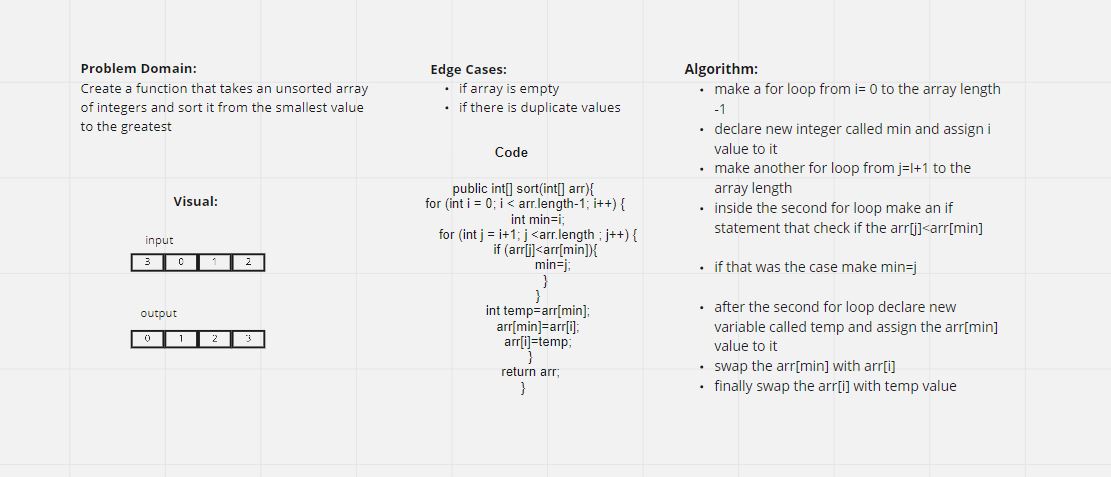 Problem Domain:
Create a function that takes an unsorted array
of integers and sort it from the smallest value
to the greatest
Visual:
input
3 0 1 2
output
0 1 2 3
Edge Cases:
• if array is empty
• if there is duplicate values
Code
public int[] sort(int[] arr){
for (int i = 0; i < arr.length-1; i++) {
int min=i;
for (int j = i+1; j <arr.length ; j++) {
if (arr[j]<arr[min]){
min=j;
}
}
int temp=arr[min];
arr[min]=arr[i];
arr[i]=temp;
}
return arr;
}
Algorithm:
• make a for loop from i= 0 to the array length
-1
• declare new integer called min and assign i
value to it
• make another for loop from j=I+1 to the
array length
• inside the second for loop make an if
statement that check if the arr[j]<arr[min]
• if that was the case make min=j
• after the second for loop declare new
variable called temp and assign the arr[min]
value to it
• swap the arr[min] with arr[i]
• finally swap the arr[i] with temp value